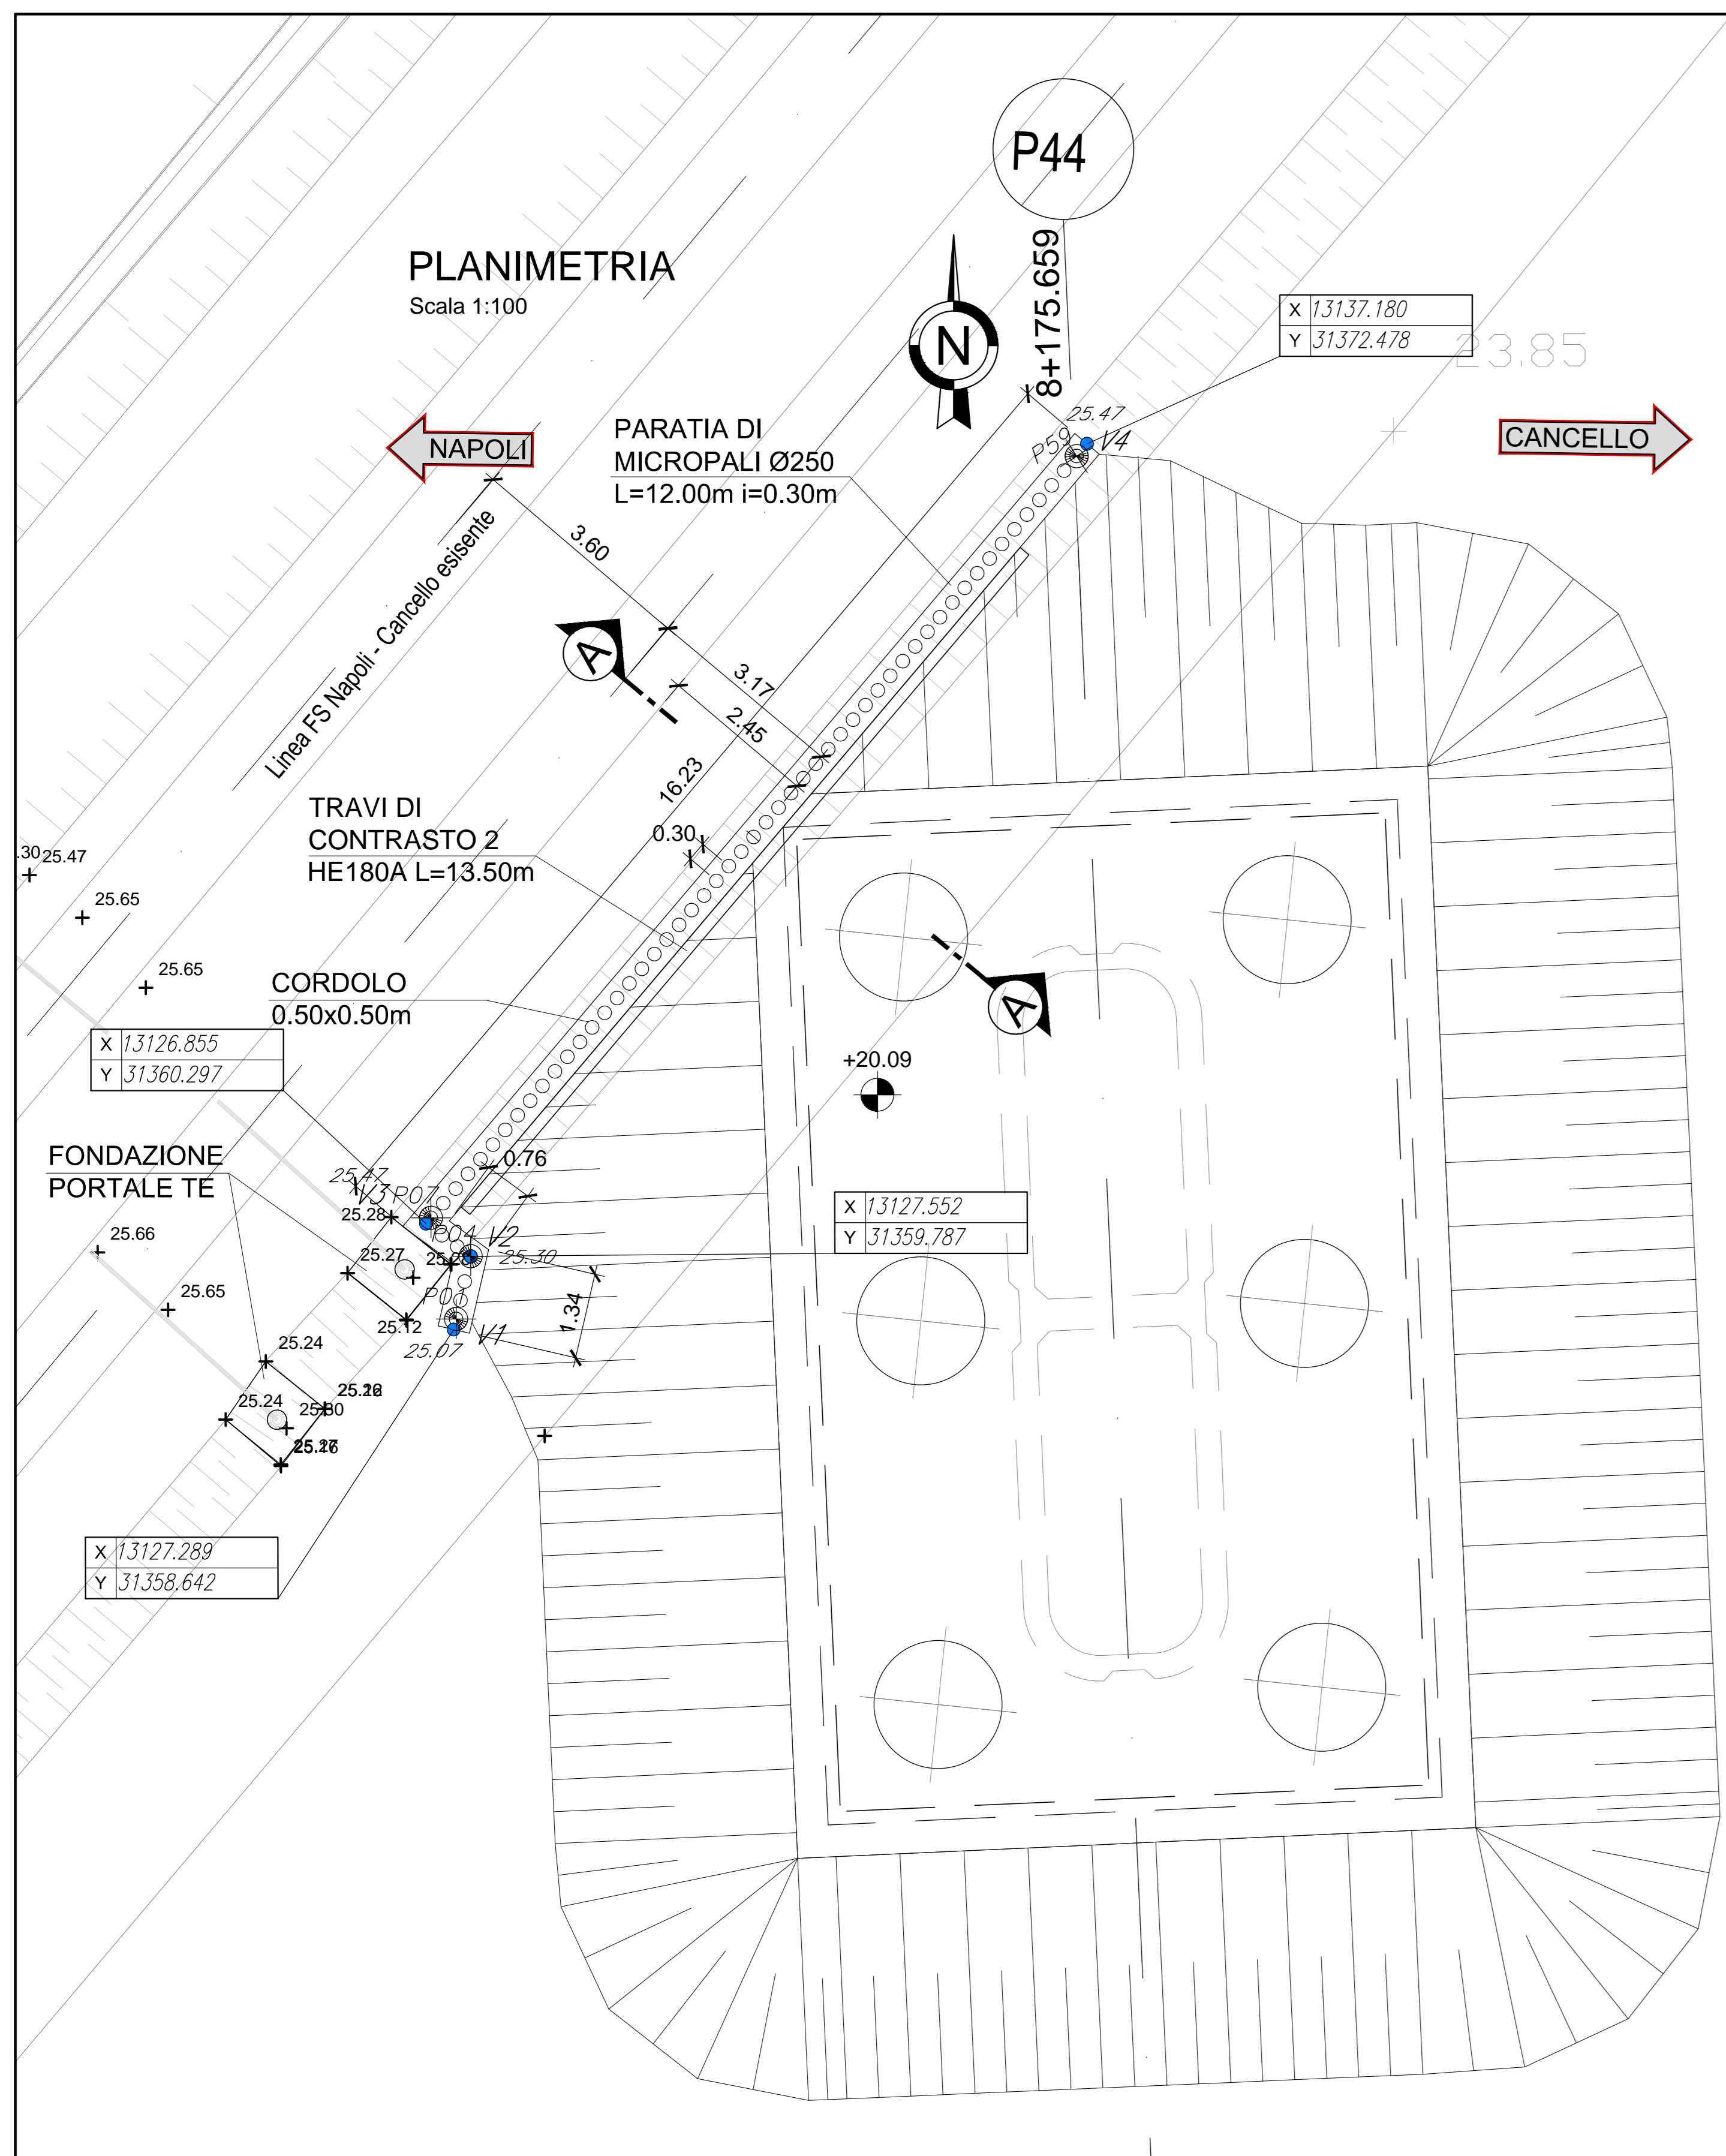 P44
8+175.659
PLANIMETRIA
Scala 1:100
N
X 13137.180
Y 31372.478
23.85
NAPOLI
CANCELLO
PARATIA DI
MICROPALI Ø250
L=12.00m i=0.30m
25.47
P59
V4
Linea FS Napoli - Cancello esisente
3.60
A
3.17
2.45
16.23
0.30
TRAVI DI
CONTRASTO 2
HE180A L=13.50m
.30
25.47
25.65
25.65
CORDOLO
0.50x0.50m
A
X 13126.855
Y 31360.297
+20.09
FONDAZIONE
PORTALE TE
0.76
25.47
V3
P07
25.28
X 13127.552
Y 31359.787
P04
V2
25.30
25.66
25.27
25.65
P01
1.34
25.12
V1
25.07
25.24
25.24
X 13127.289
Y 31358.642